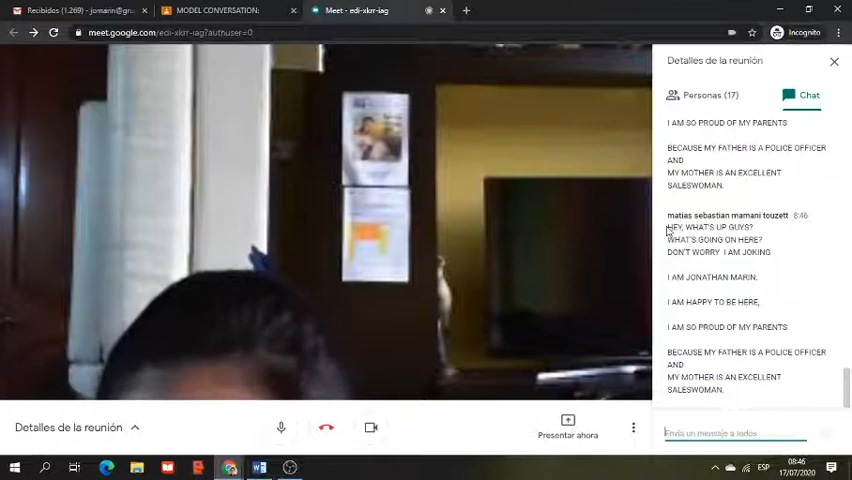 Recibidos (1.269) - jomarin@gru
MODEL CONVERSATION:
Meet - edi-xkrr-iag
meet.google.com/edi-xkrr-iag?authuser=0
Incognito
Detalles de la reunión
Personas (17)
Chat
I AM SO PROUD OF MY PARENTS
BECAUSE MY FATHER IS A POLICE OFFICER
AND
MY MOTHER IS AN EXCELLENT
SALESWOMAN.
matias sebastian mamani touzett 8:46
HEY, WHAT'S UP GUYS?
WHAT'S GOING ON HERE?
DON'T WORRY I AM JOKING
I AM JONATHAN MARIN.
I AM HAPPY TO BE HERE,
I AM SO PROUD OF MY PARENTS
BECAUSE MY FATHER IS A POLICE OFFICER
AND
MY MOTHER IS AN EXCELLENT
SALESWOMAN.
Envía un mensaje a todos
Detalles de la reunión
Presentar ahora
ESP
08:46
17/07/2020